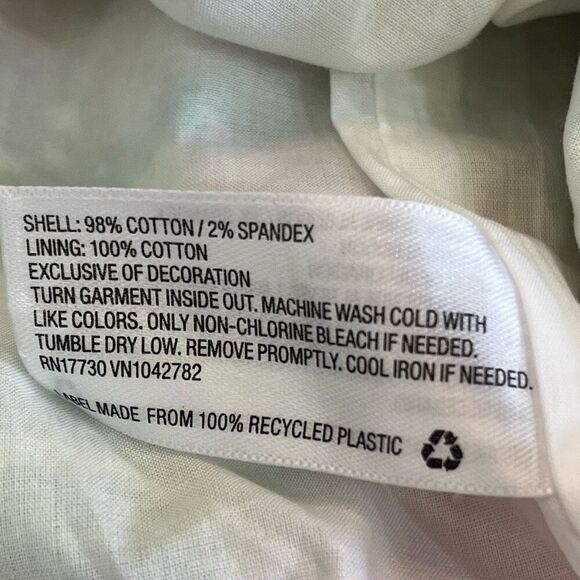 SHELL: 98% COTTON / 2% SPANDEX
LINING: 100% COTTON
EXCLUSIVE OF DECORATION
TURN GARMENT INSIDE OUT. MACHINE WASH COLD WITH
LIKE COLORS. ONLY NON-CHLORINE BLEACH IF NEEDED.
TUMBLE DRY LOW. REMOVE PROMPTLY. COOL IRON IF NEEDED.
RN17730 VN1042782
LABEL MADE FROM 100% RECYCLED PLASTIC